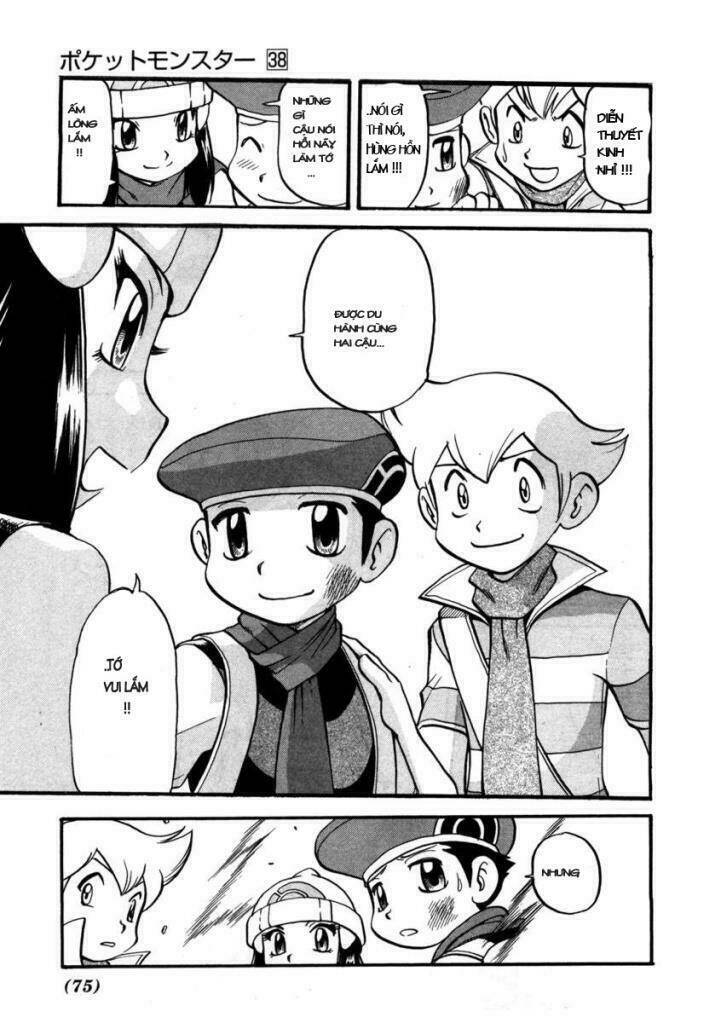 ポケットモンスター 38
DIỄN
THUYẾT
KINH
NHỈ !!!
.NÓI GÌ
THÌ NÓI,
HÙNG HỒN
LẮM !!!
NHỮNG
GÌ
CẬU NÓI
HỒI NÃY
LÀM TỚ
...
ẤM
LÒNG
LẮM
!!
ĐƯỢC DU
HÀNH CÙNG
HAI CẬU...
.TỚ
VUI LẮM
!!
NHƯNG
(75)